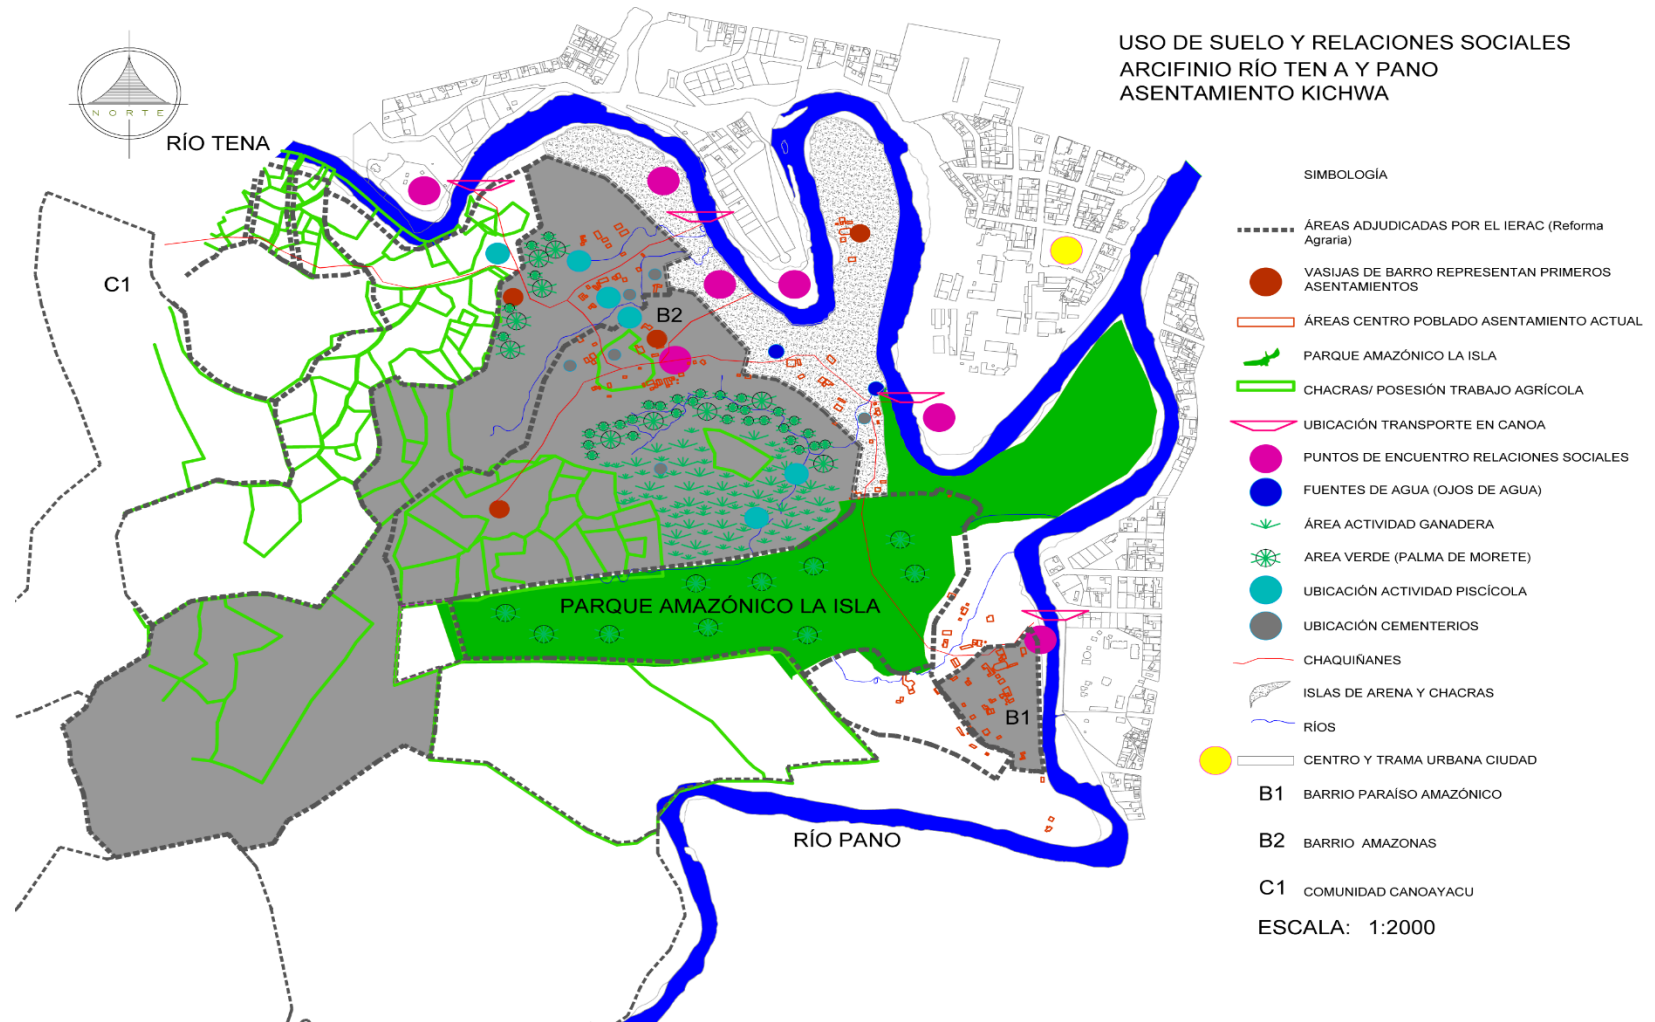 USO DE SUELO Y RELACIONES SOCIALES
ARCIFINIO RÍO TEN A Y PANO
ASENTAMIENTO KICHWA
NORTE
RÍO TENA
C1
B2
PARQUE AMAZÓNICO LA ISLA
B1
RÍO PANO
SIMBOLOGÍA
ÁREAS ADJUDICADAS POR EL IERAC (Reforma
Agraria)
VASIJAS DE BARRO REPRESENTAN PRIMEROS
ASENTAMIENTOS
ÁREAS CENTRO POBLADO ASENTAMIENTO ACTUAL
PARQUE AMAZÓNICO LA ISLA
CHACRAS/ POSESIÓN TRABAJO AGRÍCOLA
UBICACIÓN TRANSPORTE EN CANOA
PUNTOS DE ENCUENTRO RELACIONES SOCIALES
FUENTES DE AGUA (OJOS DE AGUA)
ÁREA ACTIVIDAD GANADERA
AREA VERDE (PALMA DE MORETE)
UBICACIÓN ACTIVIDAD PISCÍCOLA
UBICACIÓN CEMENTERIOS
CHAQUIÑANES
ISLAS DE ARENA Y CHACRAS
RÍOS
CENTRO Y TRAMA URBANA CIUDAD
B1 BARRIO PARAÍSO AMAZÓNICO
B2 BARRIO AMAZONAS
C1 COMUNIDAD CANOAYACU
ESCALA: 1:2000